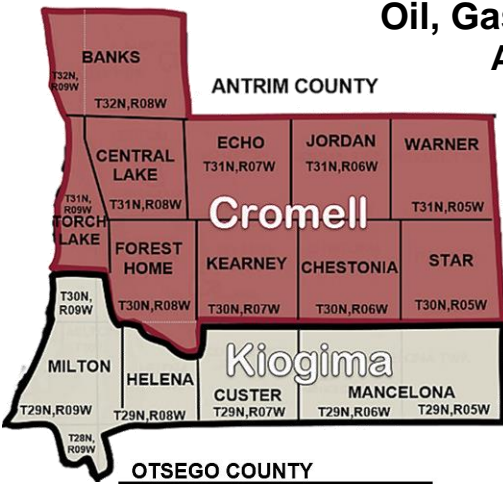 Oil, Gas
A
BANKS
T32N,
R09W
T32N,R08W
ANTRIM COUNTY
CENTRAL
LAKE
ECHO
T31N,R07W
JORDAN
T31N,R06W
WARNER
T31N,
R09W
TORCH
LAKE
T31N,R08W
Cromell
T31N,R05W
FOREST
HOME
KEARNEY
CHESTONIA
STAR
T30N,
R09W
T30N,R08W
T30N,R07W
T30N,R06W
T30N,R05W
Kiogima
MILTON
HELENA
CUSTER
MANCELONA
T29N,R09W
T29N,R08W
T29N,R07W
T29N,R06W
T29N,R05W
T28N,
R09W
OTSEGO COUNTY